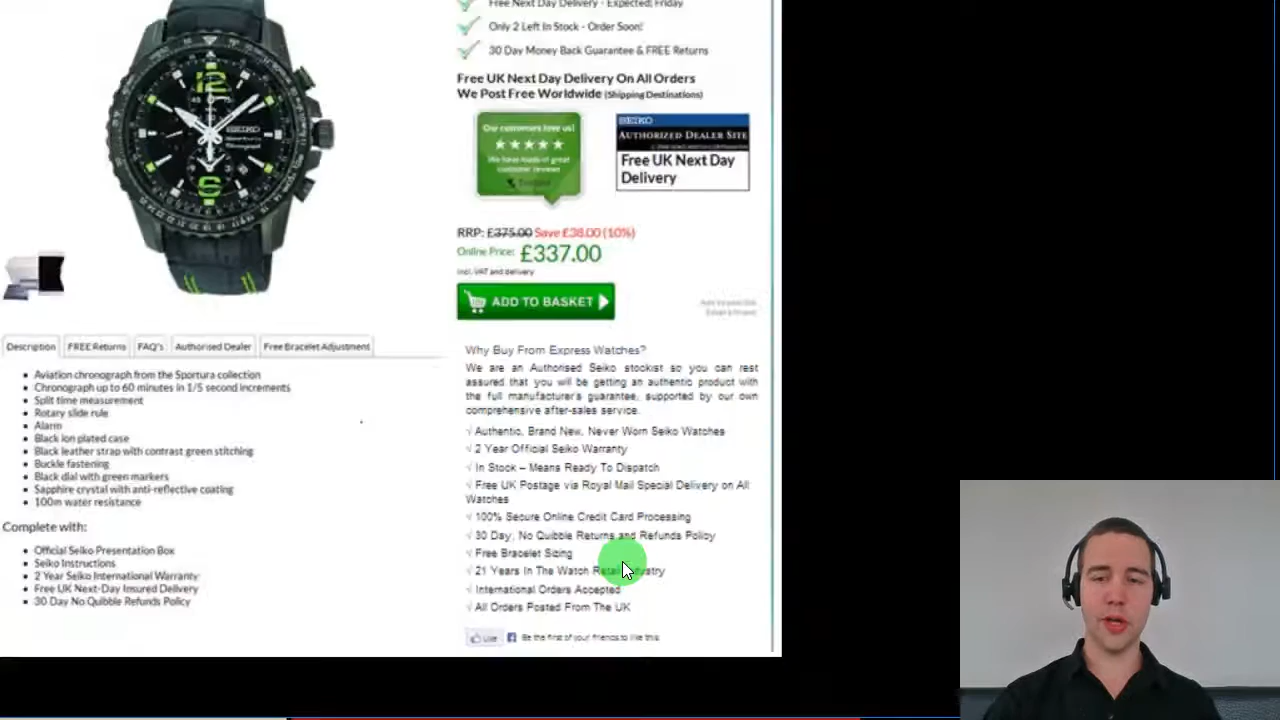 Free Next Day Delivery - Expected: Friday
Only 2 Left In Stock - Order Soon!
30 Day Money Back Guarantee & FREE Returns
Free UK Next Day Delivery On All Orders
We Post Free Worldwide (Shipping Destinations)
Our customers love us!
We have loads of great
customer reviews
SEIKO
AUTHORIZED DEALER SITE
Free UK Next Day
Delivery
12
SEIKO
6
RRP: £375.00 Save £38.00 (10%)
Online Price: £337.00
incl. VAT and delivery
ADD TO BASKET
Description
FREE Returns
FAQ's
Authorised Dealer
Free Bracelet Adjustment
Aviation chronograph from the Sportura collection
Chronograph up to 60 minutes in 1/5 second increments
Split time measurement
Rotary slide rule
Alarm
Black ion plated case
Black leather strap with contrast green stitching
Buckle fastening
Black dial with green markers
Sapphire crystal with anti-reflective coating
100m water resistance
Complete with:
Official Seiko Presentation Box
Seiko Instructions
2 Year Seiko International Warranty
Free UK Next-Day Insured Delivery
30 Day No Quibble Refunds Policy
Why Buy From Express Watches?
We are an Authorised Seiko stockist so you can rest
assured that you will be getting an authentic product with
the full manufacturer's guarantee, supported by our own
comprehensive after-sales service.
√ Authentic, Brand New, Never Worn Seiko Watches
√ 2 Year Official Seiko Warranty
√ In Stock – Means Ready To Dispatch
√ Free UK Postage via Royal Mail Special Delivery on All
Watches
√ 100% Secure Online Credit Card Processing
√ 30 Day, No Quibble Returns and Refunds Policy
√ Free Bracelet Sizing
√ 21 Years In The Watch Retail Industry
√ International Orders Accepted
√ All Orders Posted From The UK
Like
Be the first of your friends to like this.